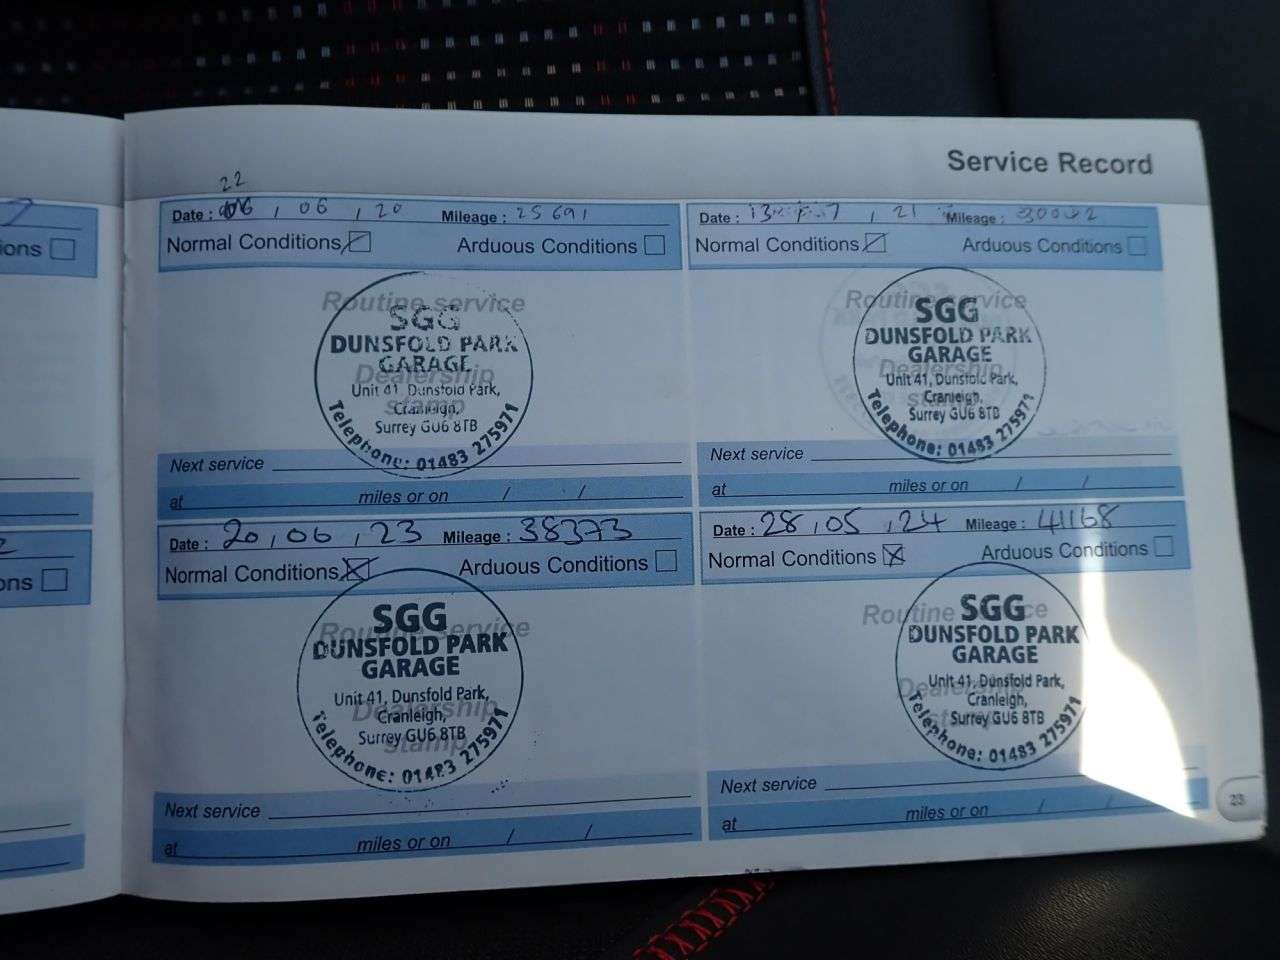 Service Record
22
Date : 06 , 06 , 20 Mileage : 25691
Normal Conditions Arduous Conditions
Routine service
Dealership
stamp
SGG
DUNSFOLD PARK
GARAGE
Unit 41, Dunsfold Park,
Cranleigh,
Surrey GU6 8TB
Telephone: 01483 275971
Next service
at miles or on / /
Date : 13 , 7 , 21 Mileage :
Normal Conditions Arduous Conditions
Routine service
Dealership
stamp
SGG
DUNSFOLD PARK
GARAGE
Unit 41, Dunsfold Park,
Cranleigh,
Surrey GU6 8TB
Telephone: 01483 275971
Next service
at miles or on / /
Date : 20 , 06 , 23 Mileage : 38373
Normal Conditions Arduous Conditions
Routine service
Dealership
stamp
SGG
DUNSFOLD PARK
GARAGE
Unit 41, Dunsfold Park,
Cranleigh,
Surrey GU6 8TB
Telephone: 01483 275971
Next service
at miles or on / /
Date : 28 , 05 , 24 Mileage : 41168
Normal Conditions Arduous Conditions
Routine service
Dealership
stamp
SGG
DUNSFOLD PARK
GARAGE
Unit 41, Dunsfold Park,
Cranleigh,
Surrey GU6 8TB
Telephone: 01483 275971
Next service
at miles or on / /
23